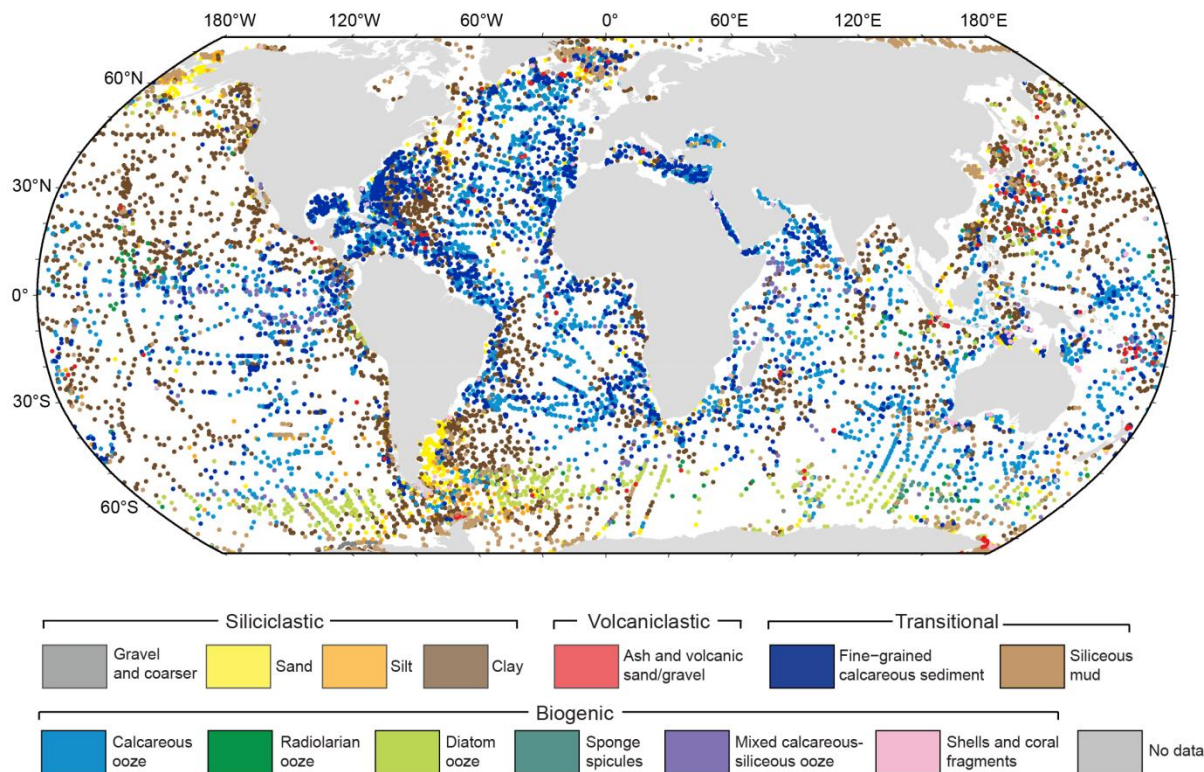 180°W 120°W 60°W 0° 60°E 120°E 180°E
60°N
30°N
0°
30°S
60°S
Siliciclastic Volcaniclastic Transitional
Gravel and coarser Sand Silt Clay Ash and volcanic sand/gravel Fine−grained calcareous sediment Siliceous mud
Biogenic
Calcareous ooze Radiolarian ooze Diatom ooze Sponge spicules Mixed calcareous-siliceous ooze Shells and coral fragments No data